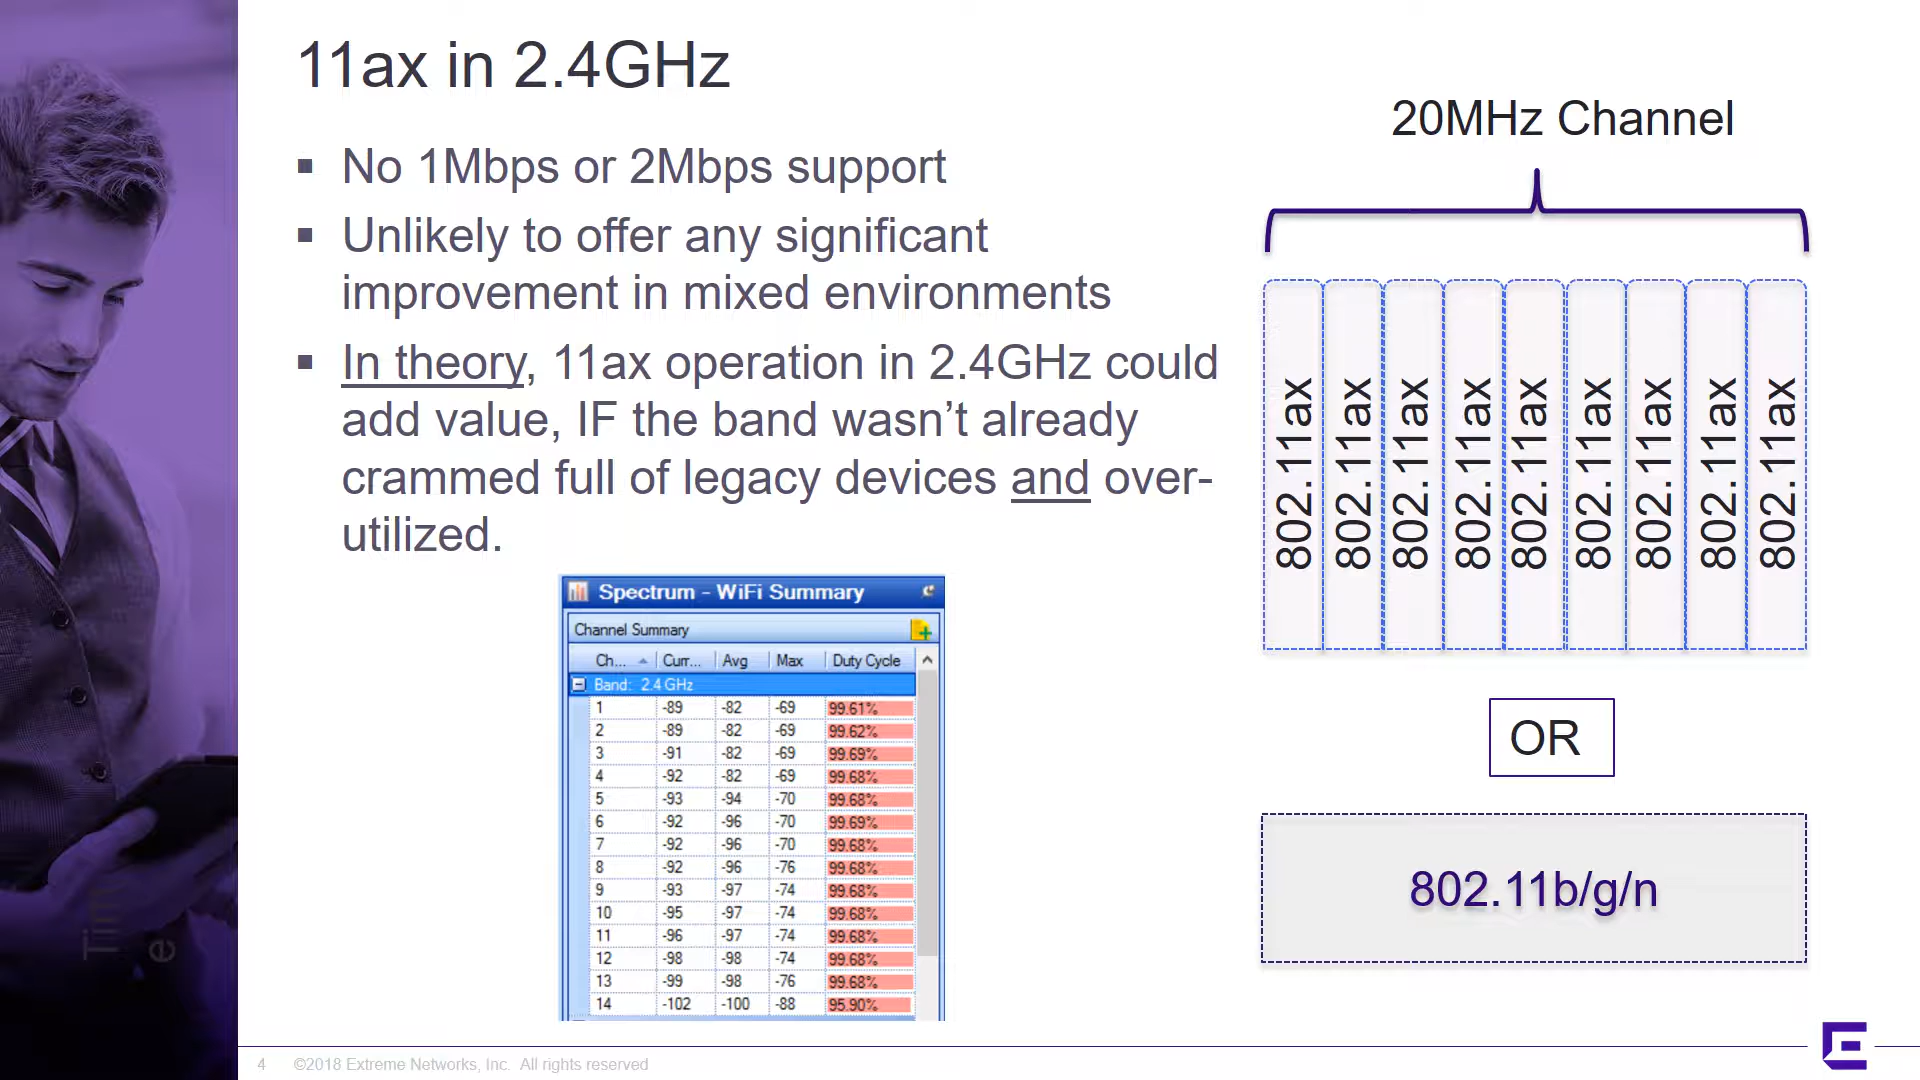 11ax in 2.4GHz
▪ No 1Mbps or 2Mbps support
▪ Unlikely to offer any significant
improvement in mixed environments
▪ In theory, 11ax operation in 2.4GHz could
add value, IF the band wasn't already
crammed full of legacy devices and over-
utilized.
Spectrum - WiFi Summary
Channel Summary
Ch... Curr... Avg Max Duty Cycle
Band: 2.4 GHz
1 -89 -82 -69 99.61%
2 -89 -82 -69 99.62%
3 -91 -82 -69 99.69%
4 -92 -82 -69 99.68%
5 -93 -94 -70 99.68%
6 -92 -96 -70 99.69%
7 -92 -96 -70 99.68%
8 -92 -96 -76 99.68%
9 -93 -97 -74 99.68%
10 -95 -97 -74 99.68%
11 -96 -97 -74 99.68%
12 -98 -98 -74 99.68%
13 -99 -98 -76 99.68%
14 -102 -100 -88 95.90%
20MHz Channel
802.11ax
802.11ax
802.11ax
802.11ax
802.11ax
802.11ax
802.11ax
802.11ax
802.11ax
OR
802.11b/g/n
Tim
e
4 ©2018 Extreme Networks, Inc. All rights reserved